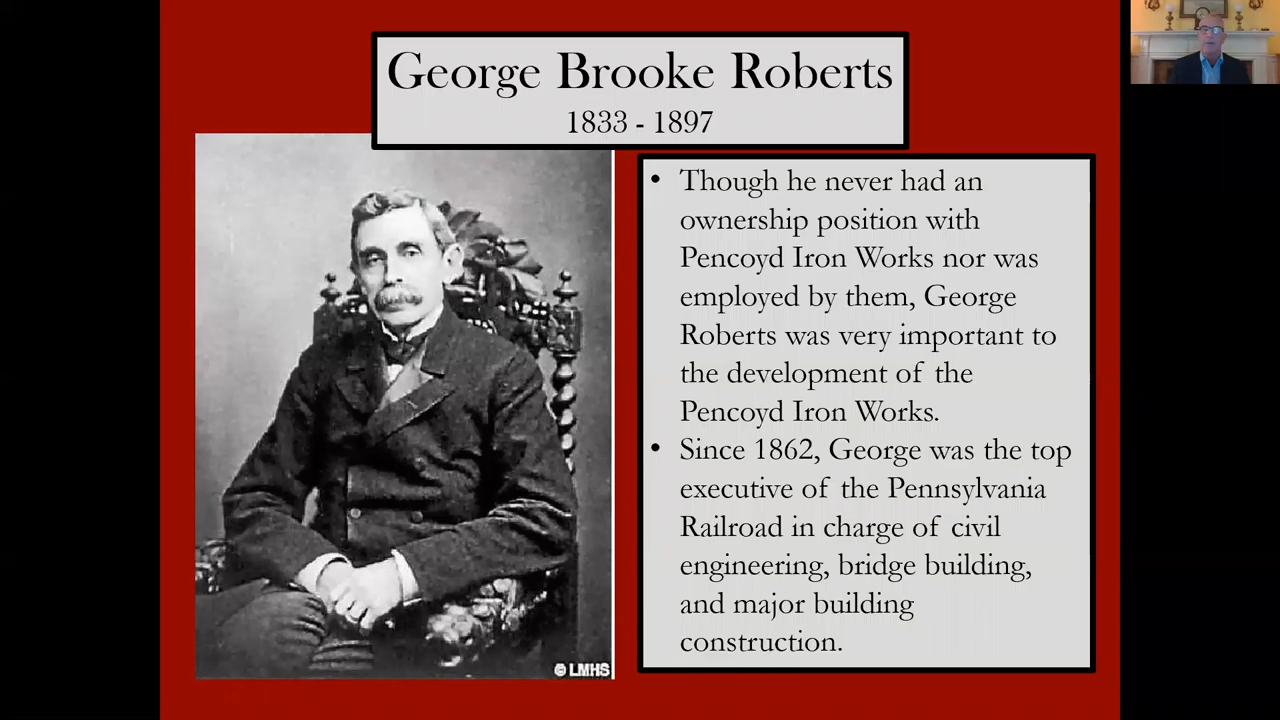 George Brooke Roberts
1833 - 1897
• Though he never had an
ownership position with
Pencoyd Iron Works nor was
employed by them, George
Roberts was very important to
the development of the
Pencoyd Iron Works.
• Since 1862, George was the top
executive of the Pennsylvania
Railroad in charge of civil
engineering, bridge building,
and major building
construction.
© LMHS